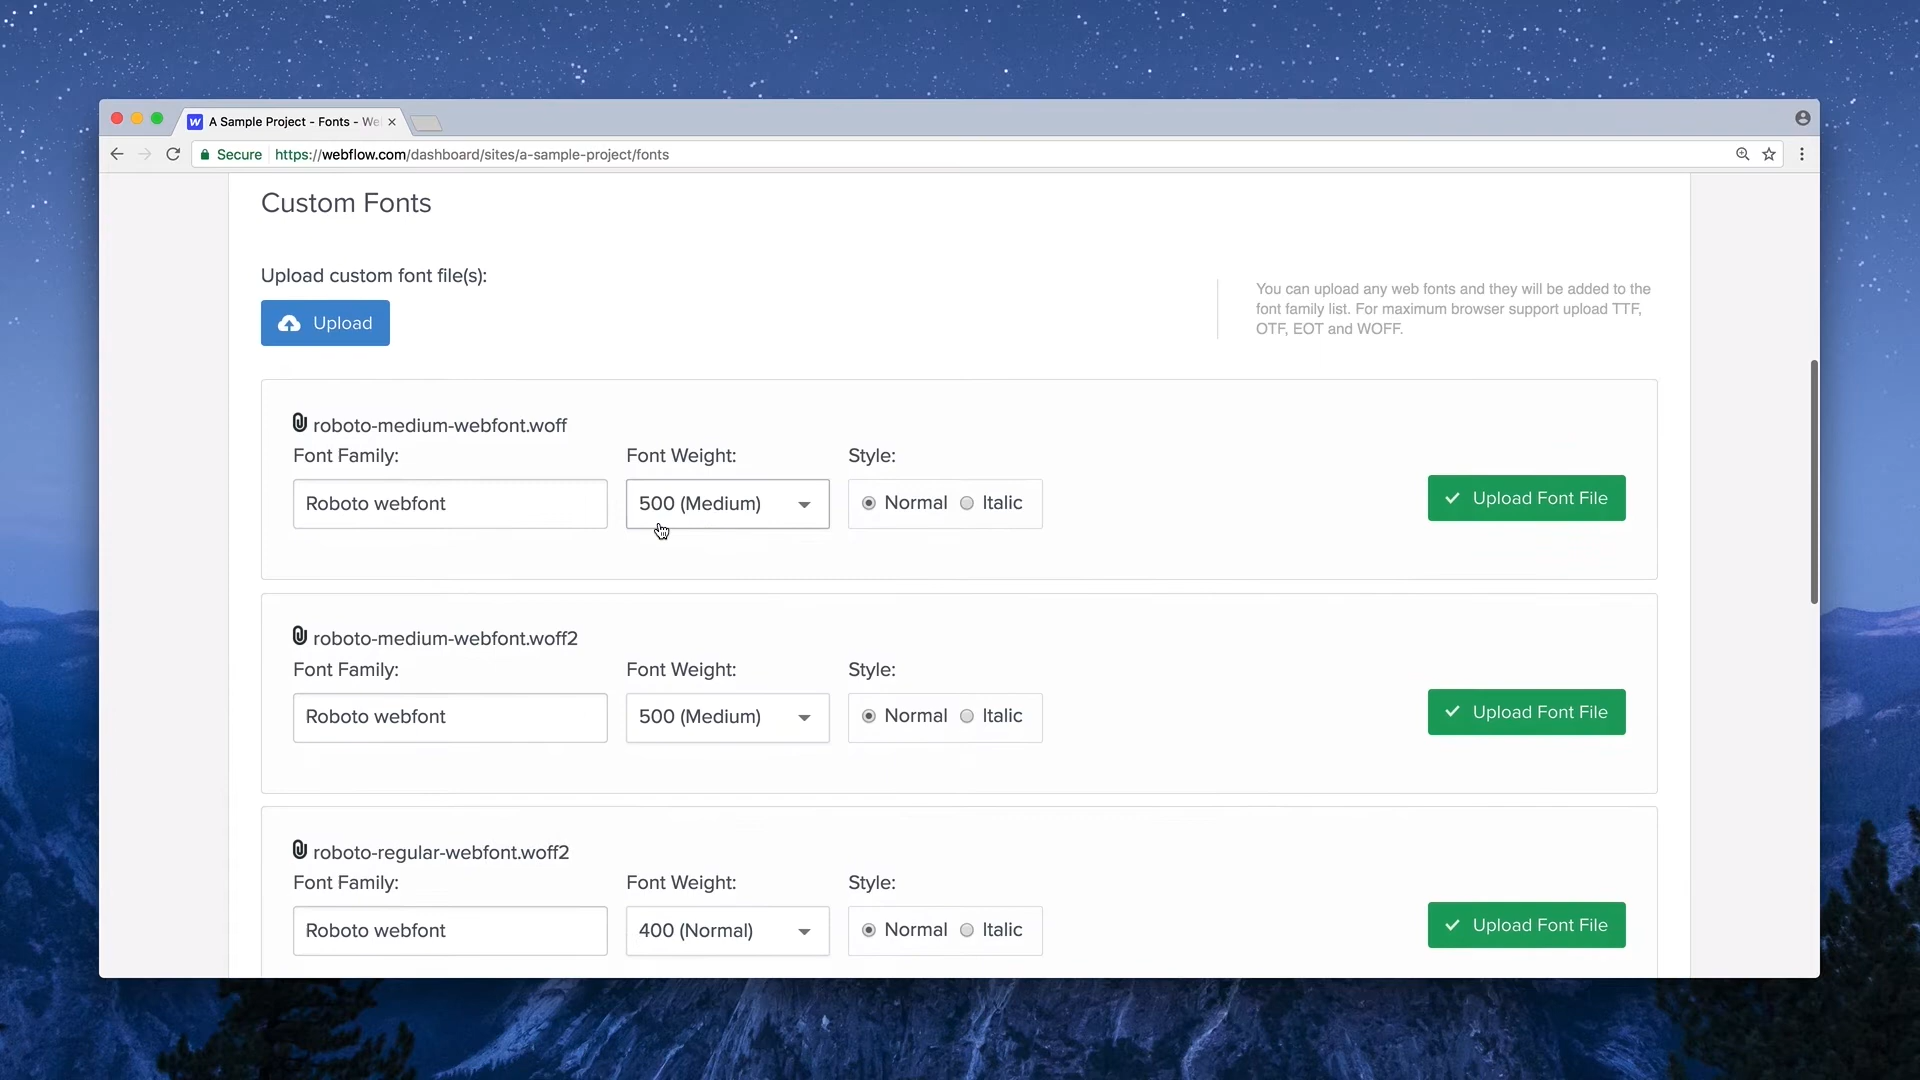 A Sample Project - Fonts - We
Secure
https://webflow.com/dashboard/sites/a-sample-project/fonts
Custom Fonts
Upload custom font file(s):
Upload
You can upload any web fonts and they will be added to the
font family list. For maximum browser support upload TTF,
OTF, EOT and WOFF.
roboto-medium-webfont.woff
Font Family: Font Weight: Style:
Roboto webfont 500 (Medium) Normal Italic Upload Font File
roboto-medium-webfont.woff2
Font Family: Font Weight: Style:
Roboto webfont 500 (Medium) Normal Italic Upload Font File
roboto-regular-webfont.woff2
Font Family: Font Weight: Style:
Roboto webfont 400 (Normal) Normal Italic Upload Font File